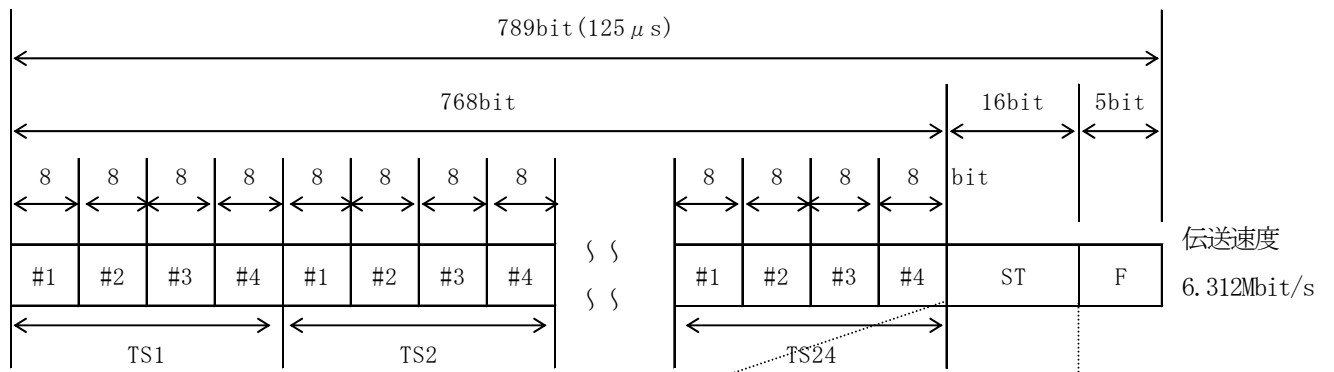 789bit(125μs)
768bit 16bit 5bit
8 8 8 8 8 8 8 8 8 8 8 8 bit
#1 #2 #3 #4 #1 #2 #3 #4 #1 #2 #3 #4 ST F
伝送速度
6.312Mbit/s
TS1 TS2 TS24